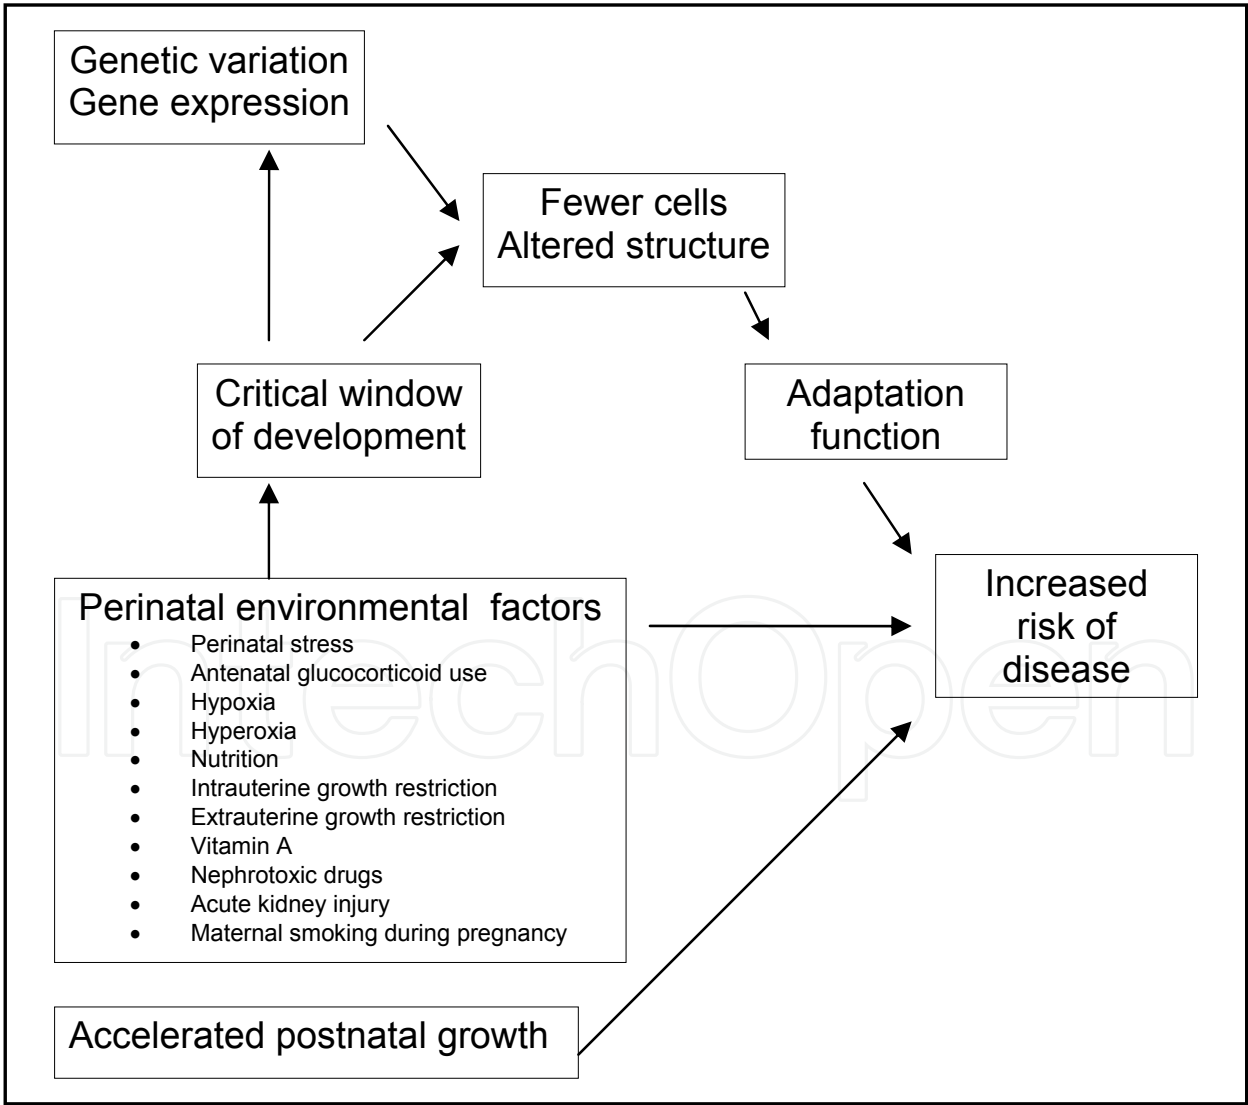 Genetic variation
Gene expression
Fewer cells
Altered structure
Critical window
of development
Adaptation
function
Perinatal environmental factors
• Perinatal stress
• Antenatal glucocorticoid use
• Hypoxia
• Hyperoxia
• Nutrition
• Intrauterine growth restriction
• Extrauterine growth restriction
• Vitamin A
• Nephrotoxic drugs
• Acute kidney injury
• Maternal smoking during pregnancy
Increased
risk of
disease
IntechOpen
Accelerated postnatal growth